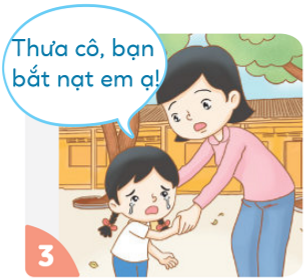 Thưa cô, bạn
bắt nạt em ạ!
3